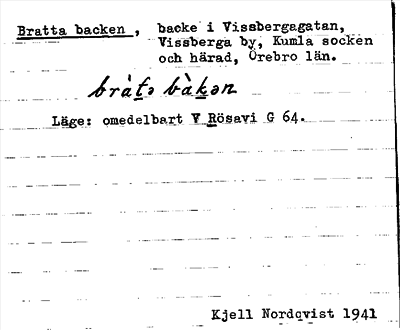 Bratta backen, backe i Vissbergagatan,
Vissberga by, Kumla socken
och härad, Örebro län.
bràtə bàkən
Läge: omedelbart V Rösavi G 64.
Kjell Nordqvist 1941